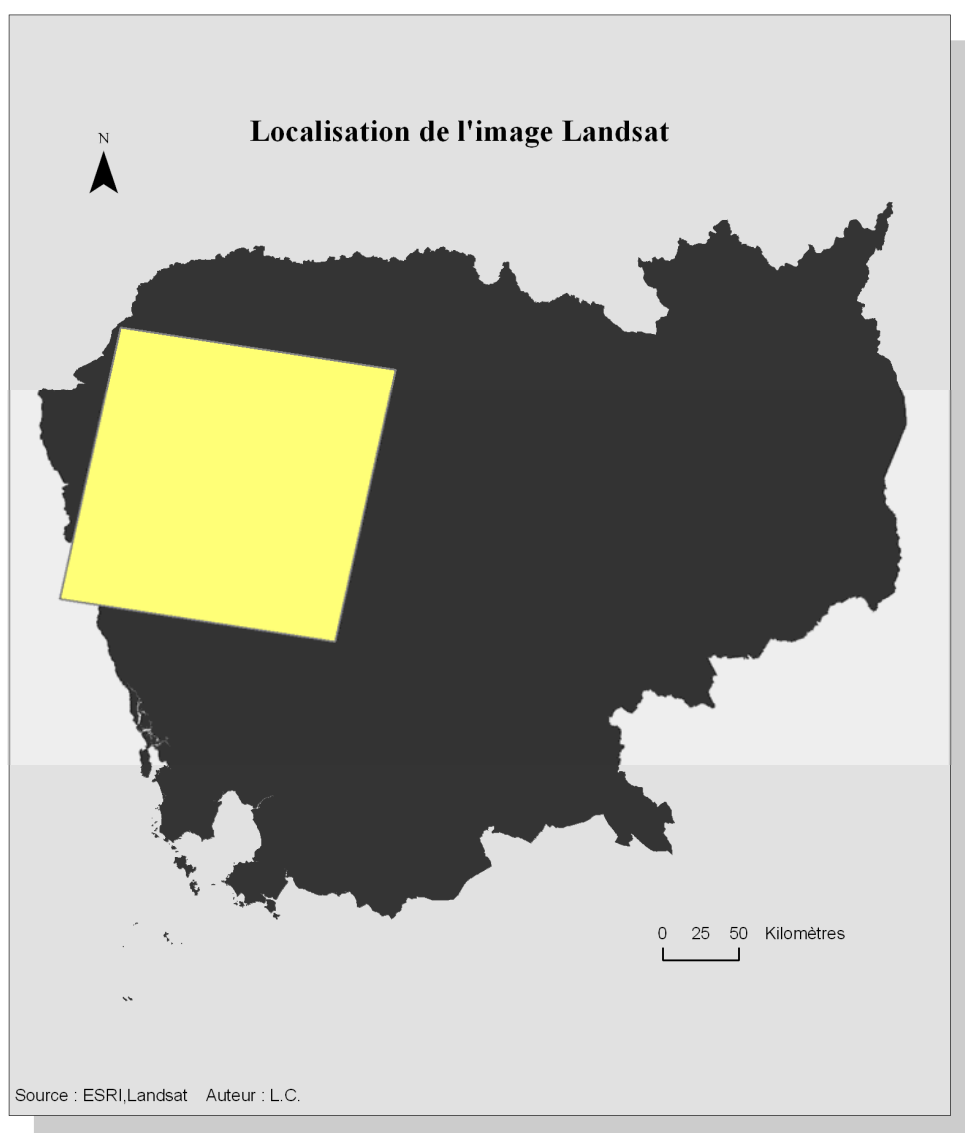 Localisation de l'image Landsat
N
0 25 50 Kilomètres
Source : ESRI,Landsat Auteur : L.C.